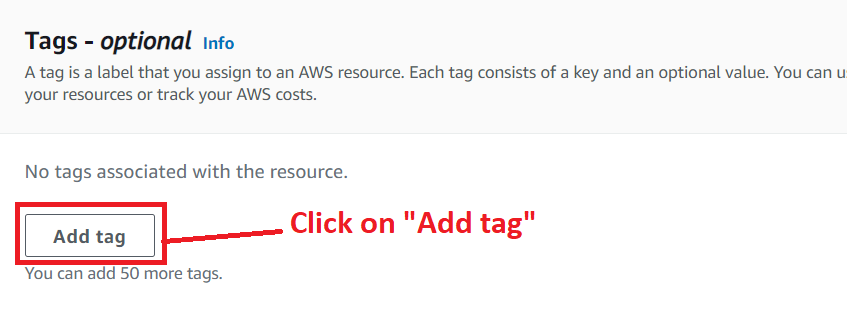 Tags - optional Info
A tag is a label that you assign to an AWS resource. Each tag consists of a key and an optional value. You can u
your resources or track your AWS costs.
No tags associated with the resource.
Add tag
Click on "Add tag"
You can add 50 more tags.